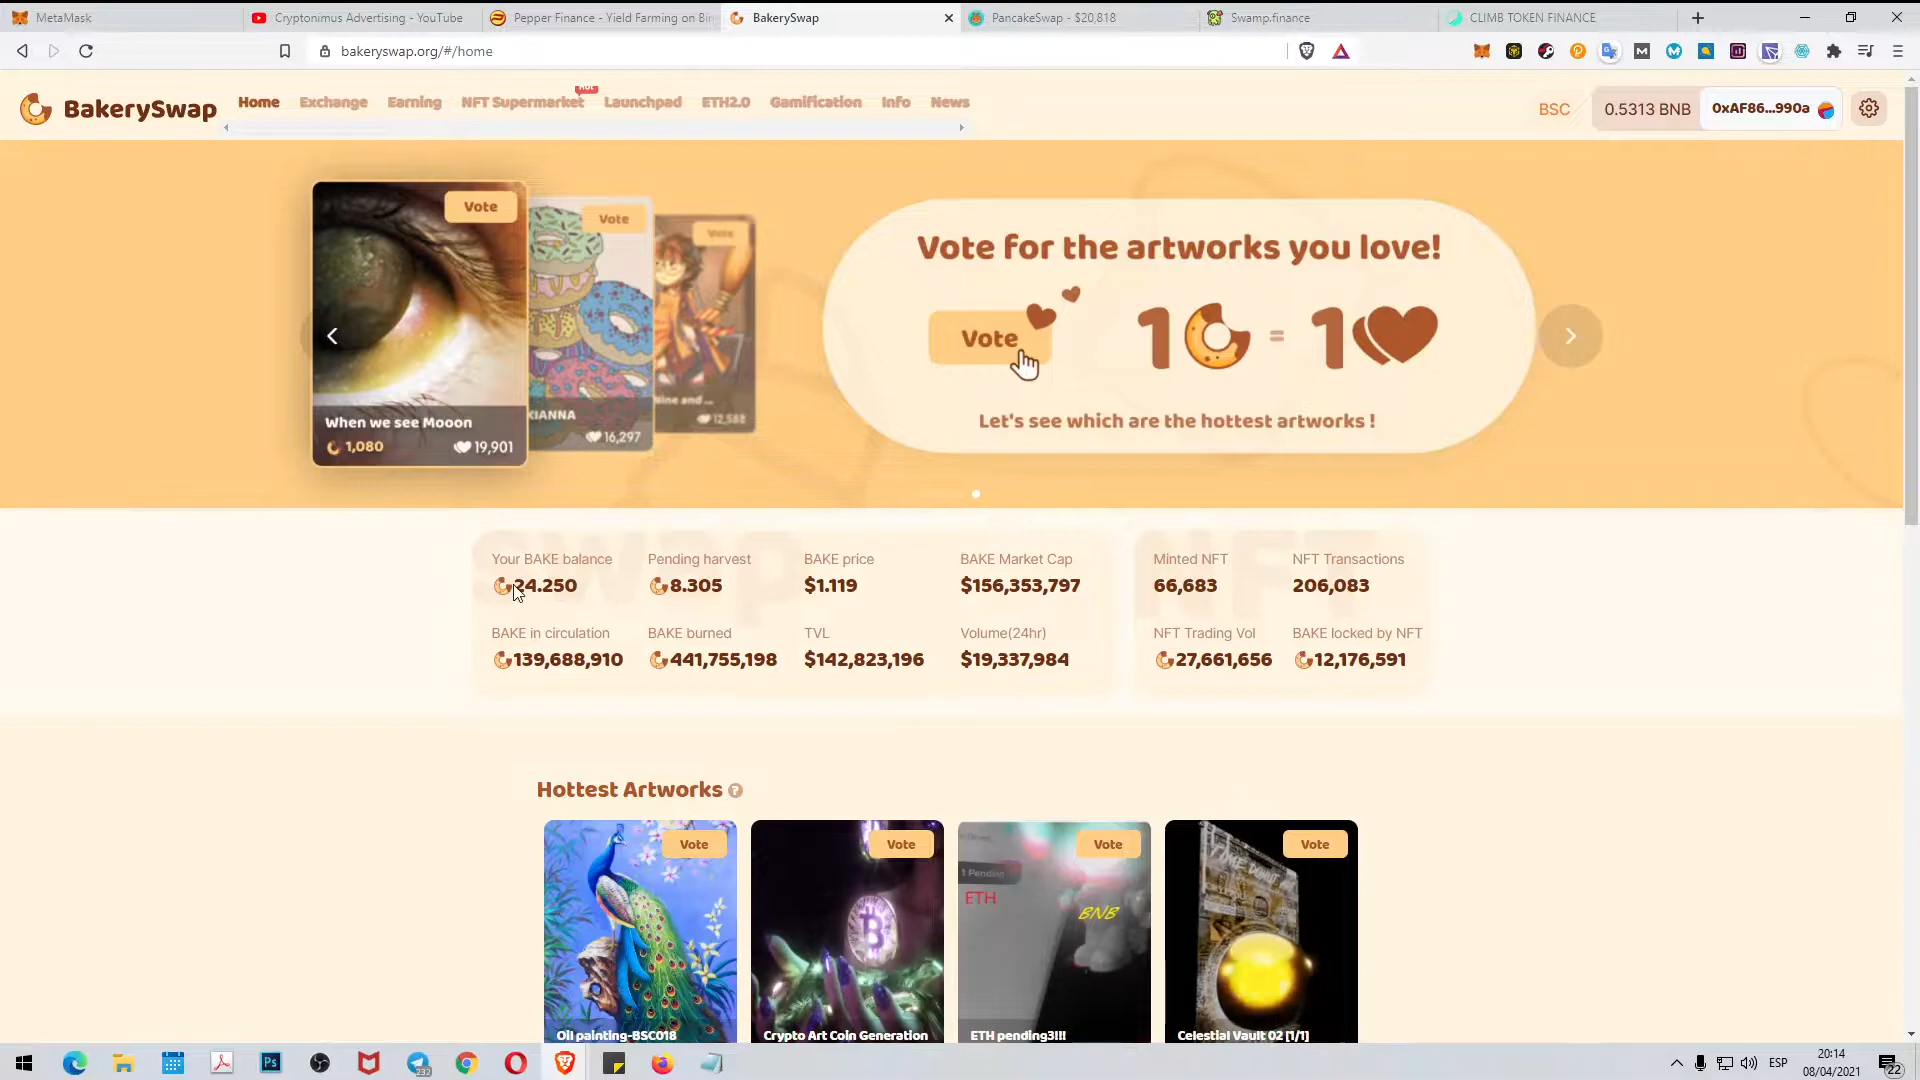 MetaMask
Cryptonimus Advertising - YouTube
Pepper Finance - Yield Farming on Bin
BakerySwap
PancakeSwap - $20,818
Swamp.finance
CLIMB TOKEN FINANCE
bakeryswap.org/#/home
BakerySwap
Home
Exchange
Earning
NFT Supermarket
Hot
Launchpad
ETH2.0
Gamification
Info
News
BSC
0.5313 BNB
0xAF86...990a
Vote
Vote
Vote
When we see Mooon
1,080
19,901
KIANNA
16,297
ine and ...
12,588
Vote for the artworks you love!
Vote
1 = 1
Let's see which are the hottest artworks !
Your BAKE balance
24.250
Pending harvest
8.305
BAKE price
$1.119
BAKE Market Cap
$156,353,797
BAKE in circulation
139,688,910
BAKE burned
441,755,198
TVL
$142,823,196
Volume(24hr)
$19,337,984
Minted NFT
66,683
NFT Transactions
206,083
NFT Trading Vol
27,661,656
BAKE locked by NFT
12,176,591
Hottest Artworks ?
Vote
Oil painting-BSC018
Vote
Crypto Art Coin Generation
Vote
1 Pending
ETH
BNB
ETH pending3!!!
Vote
Celestial Vault 02 [1/1]
232
ESP
20:14
08/04/2021
22